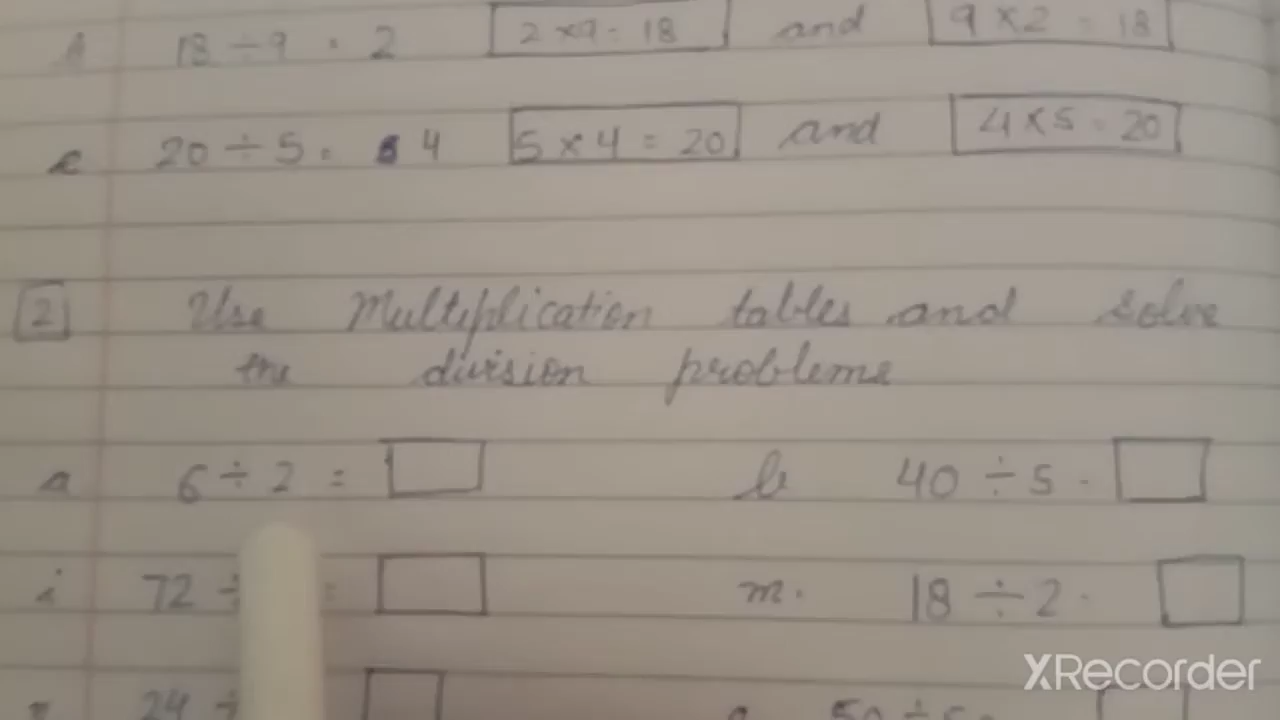 18 ÷ 9 = 2 2 × 9 = 18 and 9 × 2 = 18
e 20 ÷ 5 = 4 5 × 4 = 20 and 4 × 5 = 20
2 Use Multiplication tables and solve
the division problems
a 6 ÷ 2 = b 40 ÷ 5 =
i 72 ÷ = m. 18 ÷ 2 =
24 ÷ 50 ÷ 5
XRecorder